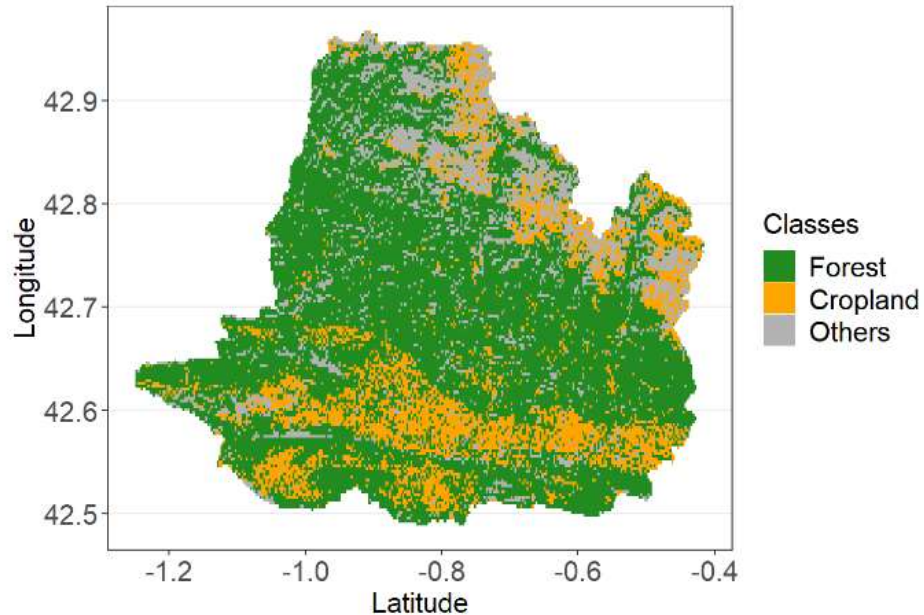 42.9
42.8
42.7
42.6
42.5
Longitude
-1.2 -1.0 -0.8 -0.6 -0.4
Latitude
Classes
Forest
Cropland
Others